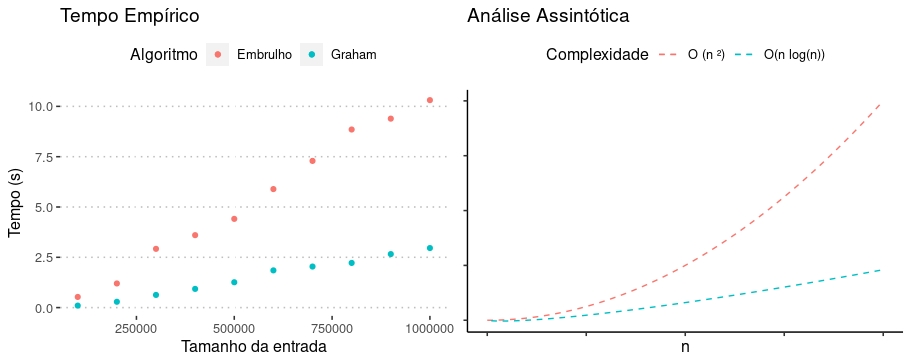 Tempo Empírico
Algoritmo Embrulho Graham
10.0
7.5
5.0
2.5
0.0
Tempo (s)
250000 500000 750000 1000000
Tamanho da entrada
Análise Assintótica
Complexidade O (n ²) O(n log(n))
n